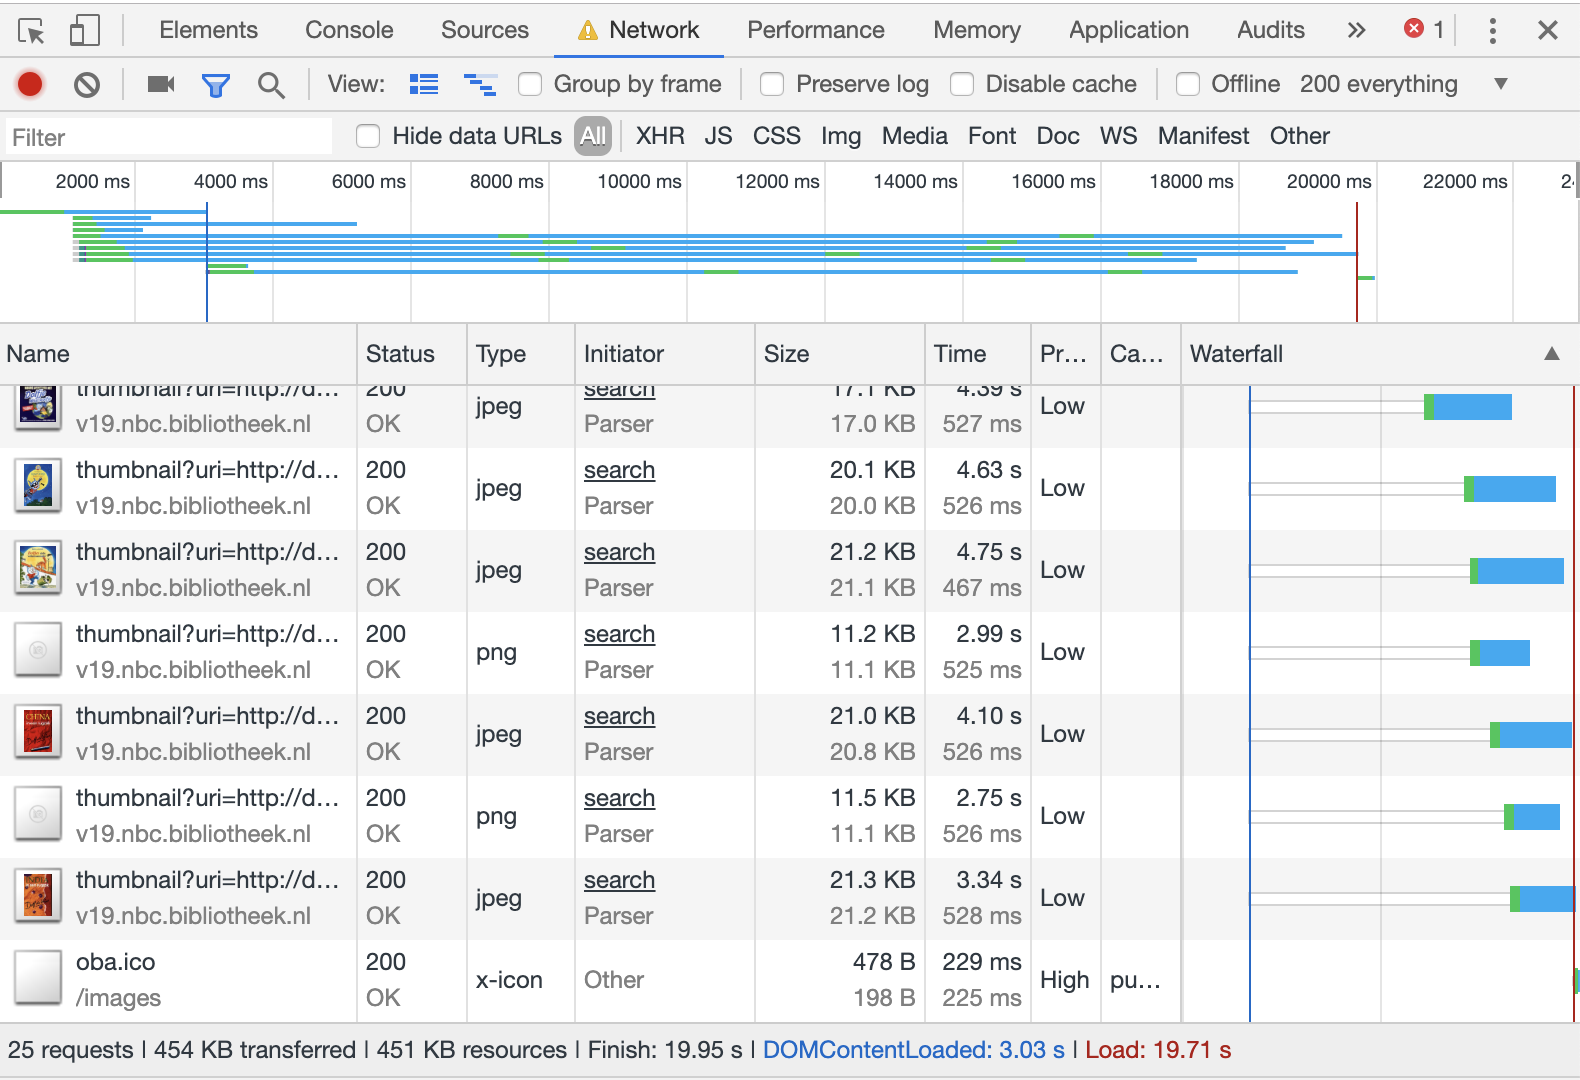 Elements Console Sources Network Performance Memory Application Audits 1
View: Group by frame Preserve log Disable cache Offline 200 everything
Filter Hide data URLs All XHR JS CSS Img Media Font Doc WS Manifest Other
2000 ms 4000 ms 6000 ms 8000 ms 10000 ms 12000 ms 14000 ms 16000 ms 18000 ms 20000 ms 22000 ms
Name Status Type Initiator Size Time Pr... Ca... Waterfall
thumbnail?uri=http://d... 200 jpeg search 17.1 KB 4.39 s Low
v19.nbc.bibliotheek.nl OK Parser 17.0 KB 527 ms
thumbnail?uri=http://d... 200 jpeg search 20.1 KB 4.63 s Low
v19.nbc.bibliotheek.nl OK Parser 20.0 KB 526 ms
thumbnail?uri=http://d... 200 jpeg search 21.2 KB 4.75 s Low
v19.nbc.bibliotheek.nl OK Parser 21.1 KB 467 ms
thumbnail?uri=http://d... 200 png search 11.2 KB 2.99 s Low
v19.nbc.bibliotheek.nl OK Parser 11.1 KB 525 ms
thumbnail?uri=http://d... 200 jpeg search 21.0 KB 4.10 s Low
v19.nbc.bibliotheek.nl OK Parser 20.8 KB 526 ms
thumbnail?uri=http://d... 200 png search 11.5 KB 2.75 s Low
v19.nbc.bibliotheek.nl OK Parser 11.1 KB 526 ms
thumbnail?uri=http://d... 200 jpeg search 21.3 KB 3.34 s Low
v19.nbc.bibliotheek.nl OK Parser 21.2 KB 528 ms
oba.ico 200 x-icon Other 478 B 229 ms High pu...
/images OK 198 B 225 ms
25 requests | 454 KB transferred | 451 KB resources | Finish: 19.95 s | DOMContentLoaded: 3.03 s | Load: 19.71 s